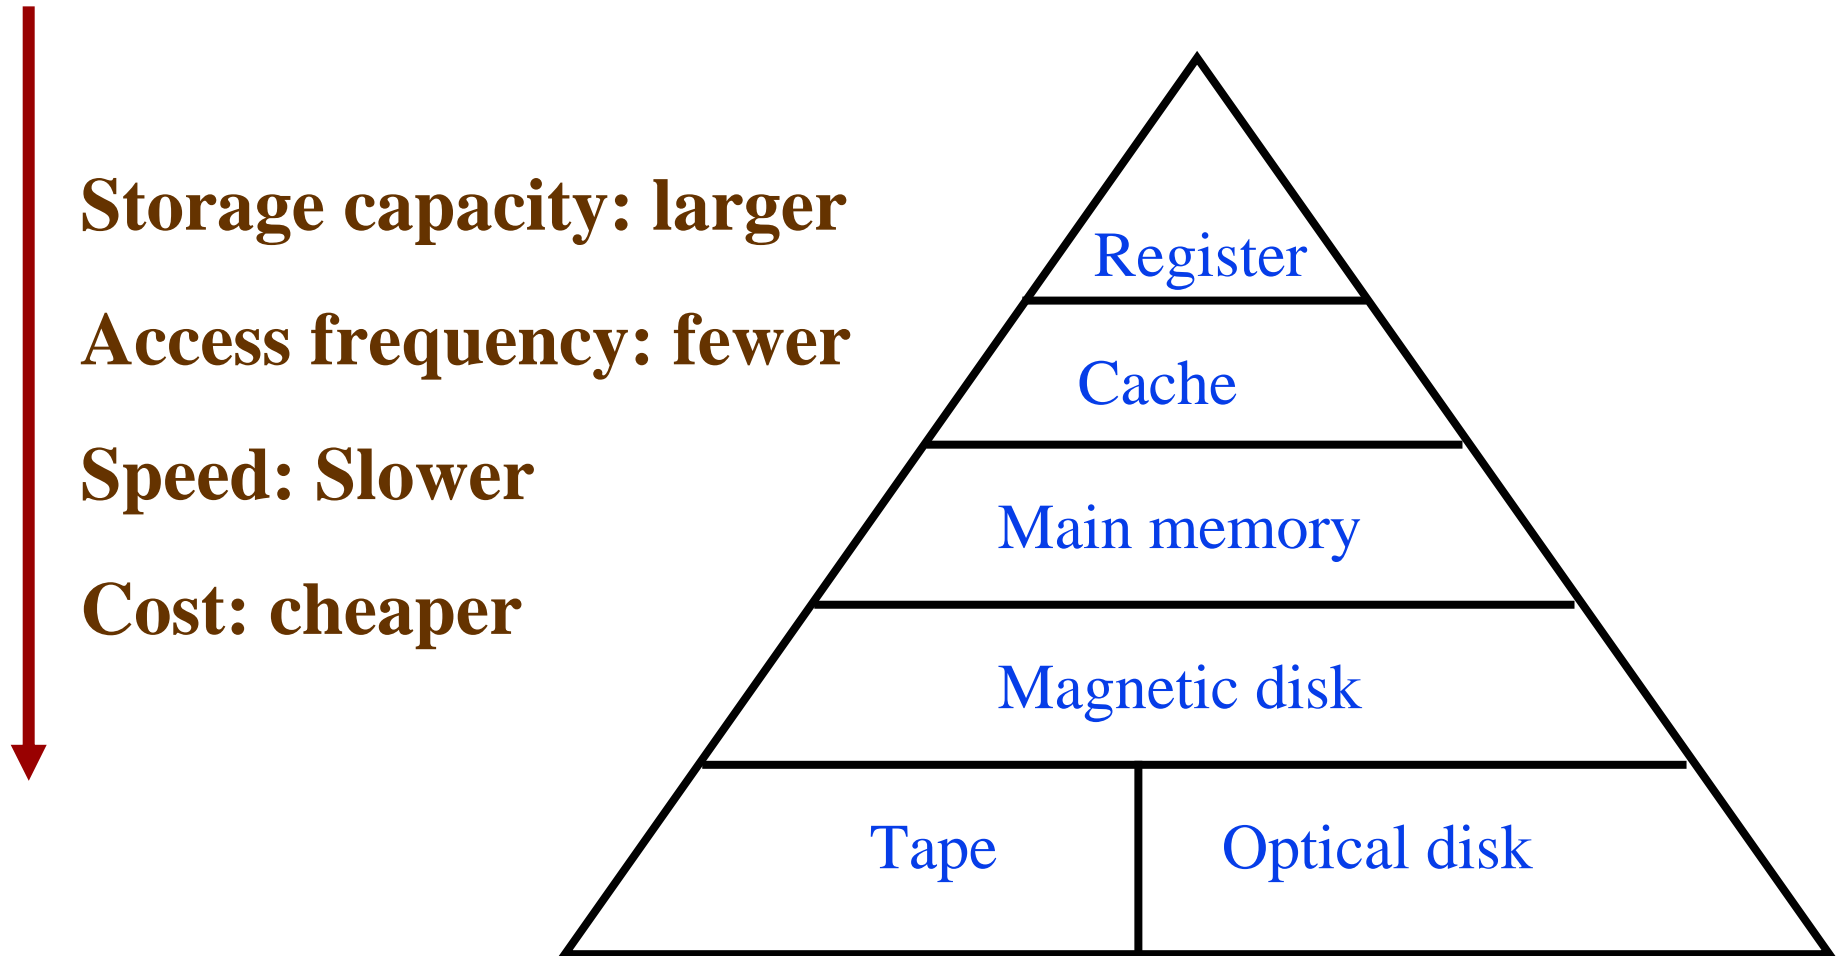 Storage capacity: larger
Access frequency: fewer
Speed: Slower
Cost: cheaper
Register
Cache
Main memory
Magnetic disk
Tape
Optical disk